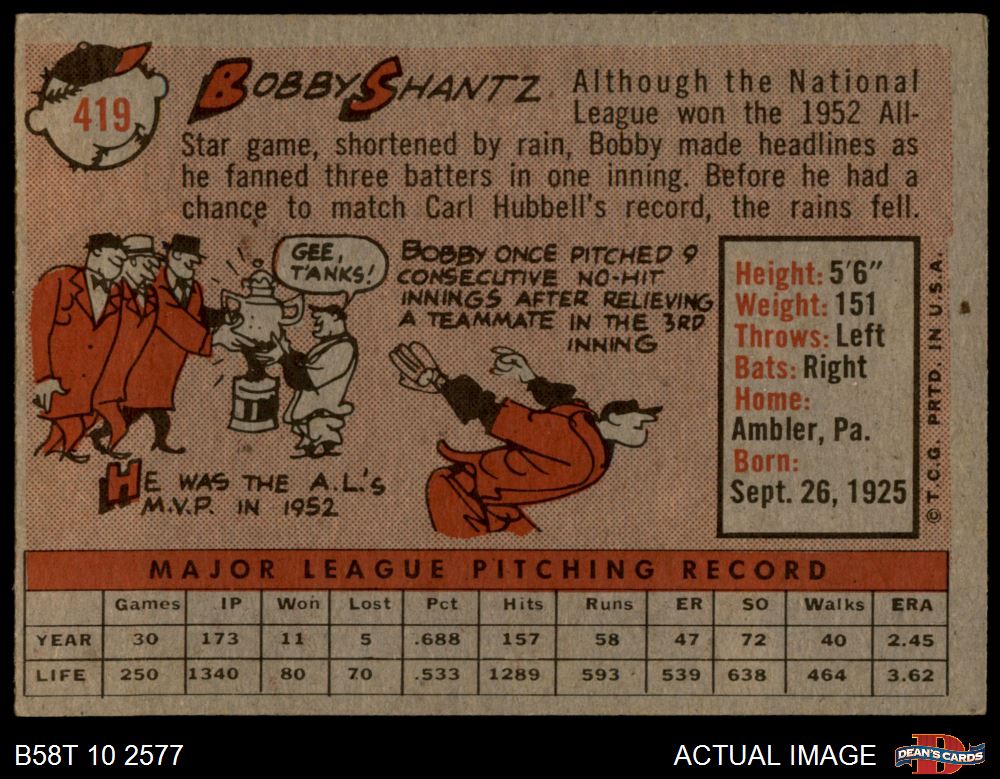 419
BOBBY SHANTZ
Although the National
League won the 1952 All-
Star game, shortened by rain, Bobby made headlines as
he fanned three batters in one inning. Before he had a
chance to match Carl Hubbell's record, the rains fell.
GEE,
T'ANKS!
HE WAS THE A.L.'s
M.V.P. IN 1952
BOBBY ONCE PITCHED 9
CONSECUTIVE NO-HIT
INNINGS AFTER RELIEVING
A TEAMMATE IN THE 3RD
INNING
Height: 5'6"
Weight: 151
Throws: Left
Bats: Right
Home:
Ambler, Pa.
Born:
Sept. 26, 1925
© T.C.G. PRTD. IN U.S.A.
MAJOR LEAGUE PITCHING RECORD
Games IP Won Lost Pct Hits Runs ER SO Walks ERA
YEAR 30 173 11 5 .688 157 58 47 72 40 2.45
LIFE 250 1340 80 70 .533 1289 593 539 638 464 3.62
B58T 10 2577
ACTUAL IMAGE
DEAN'S CARDS